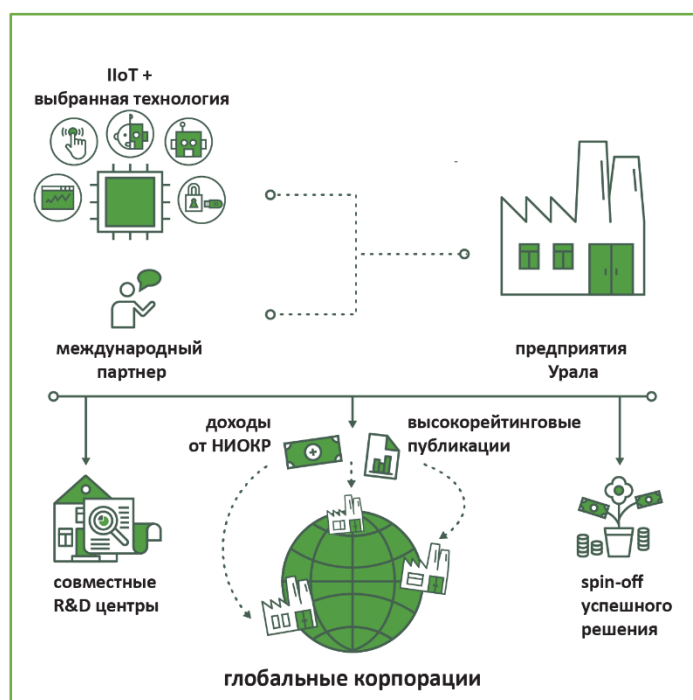 IIoT +
выбранная технология
международный
партнер
предприятия
Урала
доходы
от НИОКР
высокорейтинговые
публикации
совместные
R&D центры
spin-off
успешного
решения
глобальные корпорации